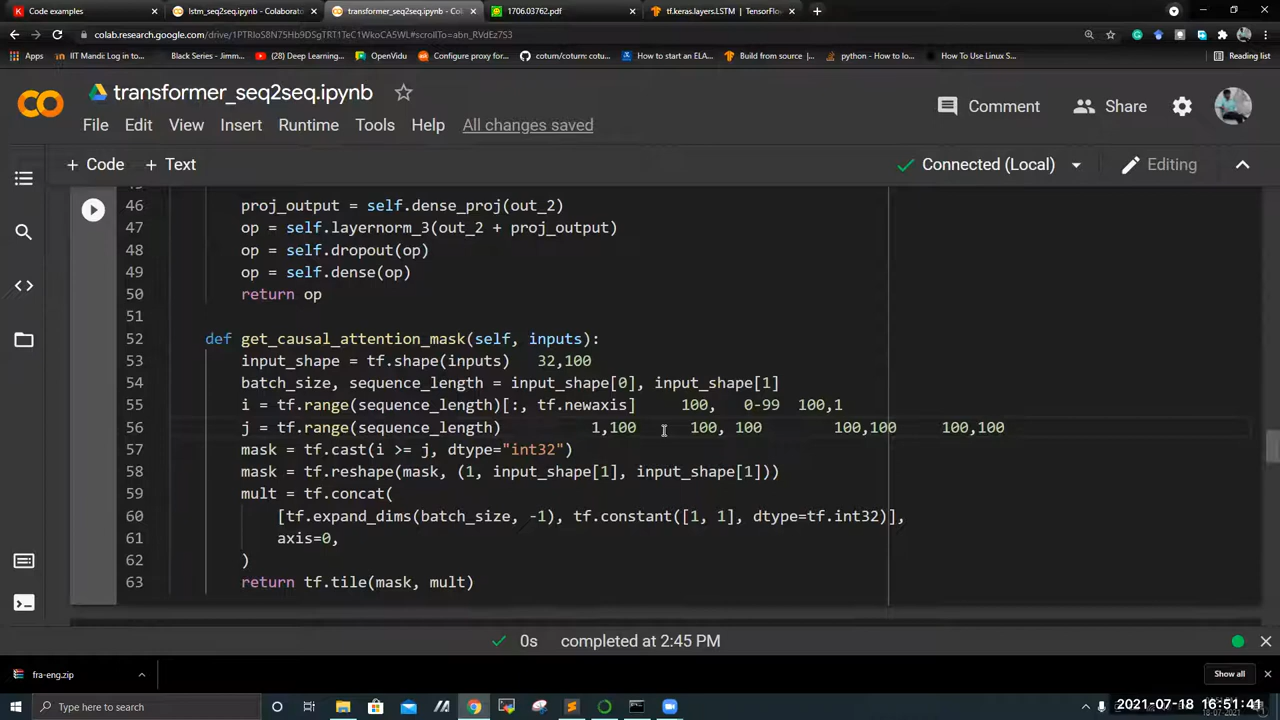 Code examples
lstm_seq2seq.ipynb - Colaborato
transformer_seq2seq.ipynb - Col
1706.03762.pdf
tf.keras.layers.LSTM | TensorFlow
colab.research.google.com/drive/1PTRIoS8N75Hb9DSgTRT1TeC1WkoCA5WL#scrollTo=abn_RVdEz7S3
Apps
IIT Mandi Log in to...
Black Series - Jimm...
(28) Deep Learning...
OpenVidu
Configure proxy for...
coturn/coturn: cotu...
How to start an ELA...
Build from source |...
python - How to lo...
How To Use Linux S...
Reading list
transformer_seq2seq.ipynb
Comment
Share
File Edit View Insert Runtime Tools Help All changes saved
+ Code + Text
Connected (Local)
Editing
46 proj_output = self.dense_proj(out_2)
47 op = self.layernorm_3(out_2 + proj_output)
48 op = self.dropout(op)
49 op = self.dense(op)
50 return op
51
52 def get_causal_attention_mask(self, inputs):
53 input_shape = tf.shape(inputs) 32,100
54 batch_size, sequence_length = input_shape[0], input_shape[1]
55 i = tf.range(sequence_length)[:, tf.newaxis] 100, 0-99 100,1
56 j = tf.range(sequence_length) 1,100 100, 100 100,100 100,100
57 mask = tf.cast(i >= j, dtype="int32")
58 mask = tf.reshape(mask, (1, input_shape[1], input_shape[1]))
59 mult = tf.concat(
60 [tf.expand_dims(batch_size, -1), tf.constant([1, 1], dtype=tf.int32)],
61 axis=0,
62 )
63 return tf.tile(mask, mult)
0s completed at 2:45 PM
fra-eng.zip
Show all
Type here to search
2021-07-18 16:51:41